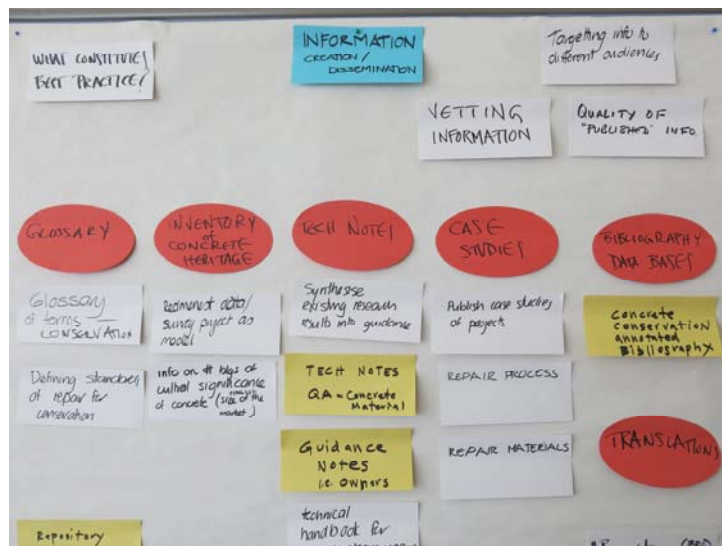 WHAT CONSTITUTES
BEST PRACTICE?
INFORMATION
CREATION/
DISSEMINATION
Targetting info to
different audiences
VETTING
INFORMATION
QUALITY OF
"PUBLISHED" INFO.
GLOSSARY
INVENTORY
of
CONCRETE
HERITAGE
TECH NOTES
CASE
STUDIES
BIBLIOGRAPHY
DATA BASES
Glossary
of terms —
CONSERVATION
data/
survey project as
model
Synthesise
existing research
results into guidance
Publish case studies
of projects
Concrete
conservation
annotated
Bibliography
Defining standards
of repair for
conservation.
Info on # bldgs of
cultural significance
of concrete (size of the
market.)
TECH NOTES
QA - Concrete
Material
REPAIR PROCESS
Guidance
Notes
i.e. Owners
REPAIR MATERIALS
TRANSLATIONS
Repository
technical
handbook for